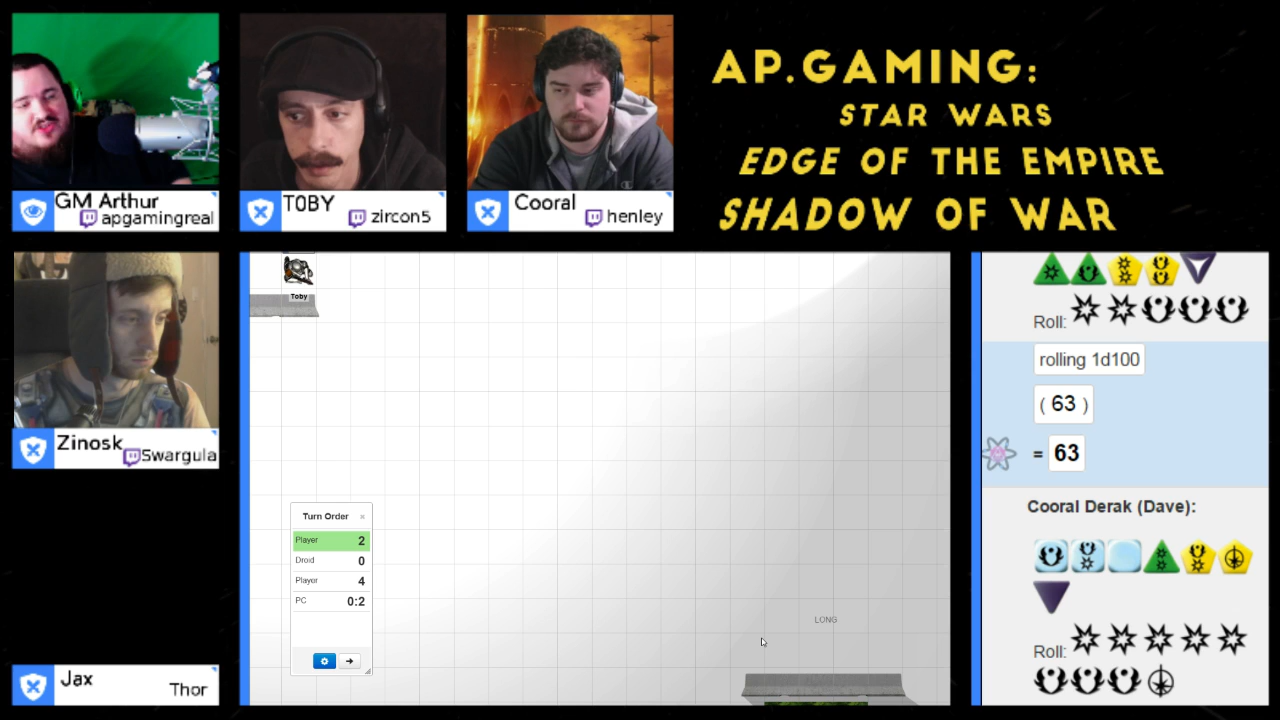 AP.GAMING:
STAR WARS
EDGE OF THE EMPIRE
SHADOW OF WAR
GM Arthur
apgamingreal
TOBY
zircon5
Cooral
henley
Zinosk
Swargula
Jax
Thor
Toby
Turn Order ×
Player 2
Droid 0
Player 4
PC 0:2
LONG
Roll:
rolling 1d100
( 63 )
= 63
Cooral Derak (Dave):
Roll: